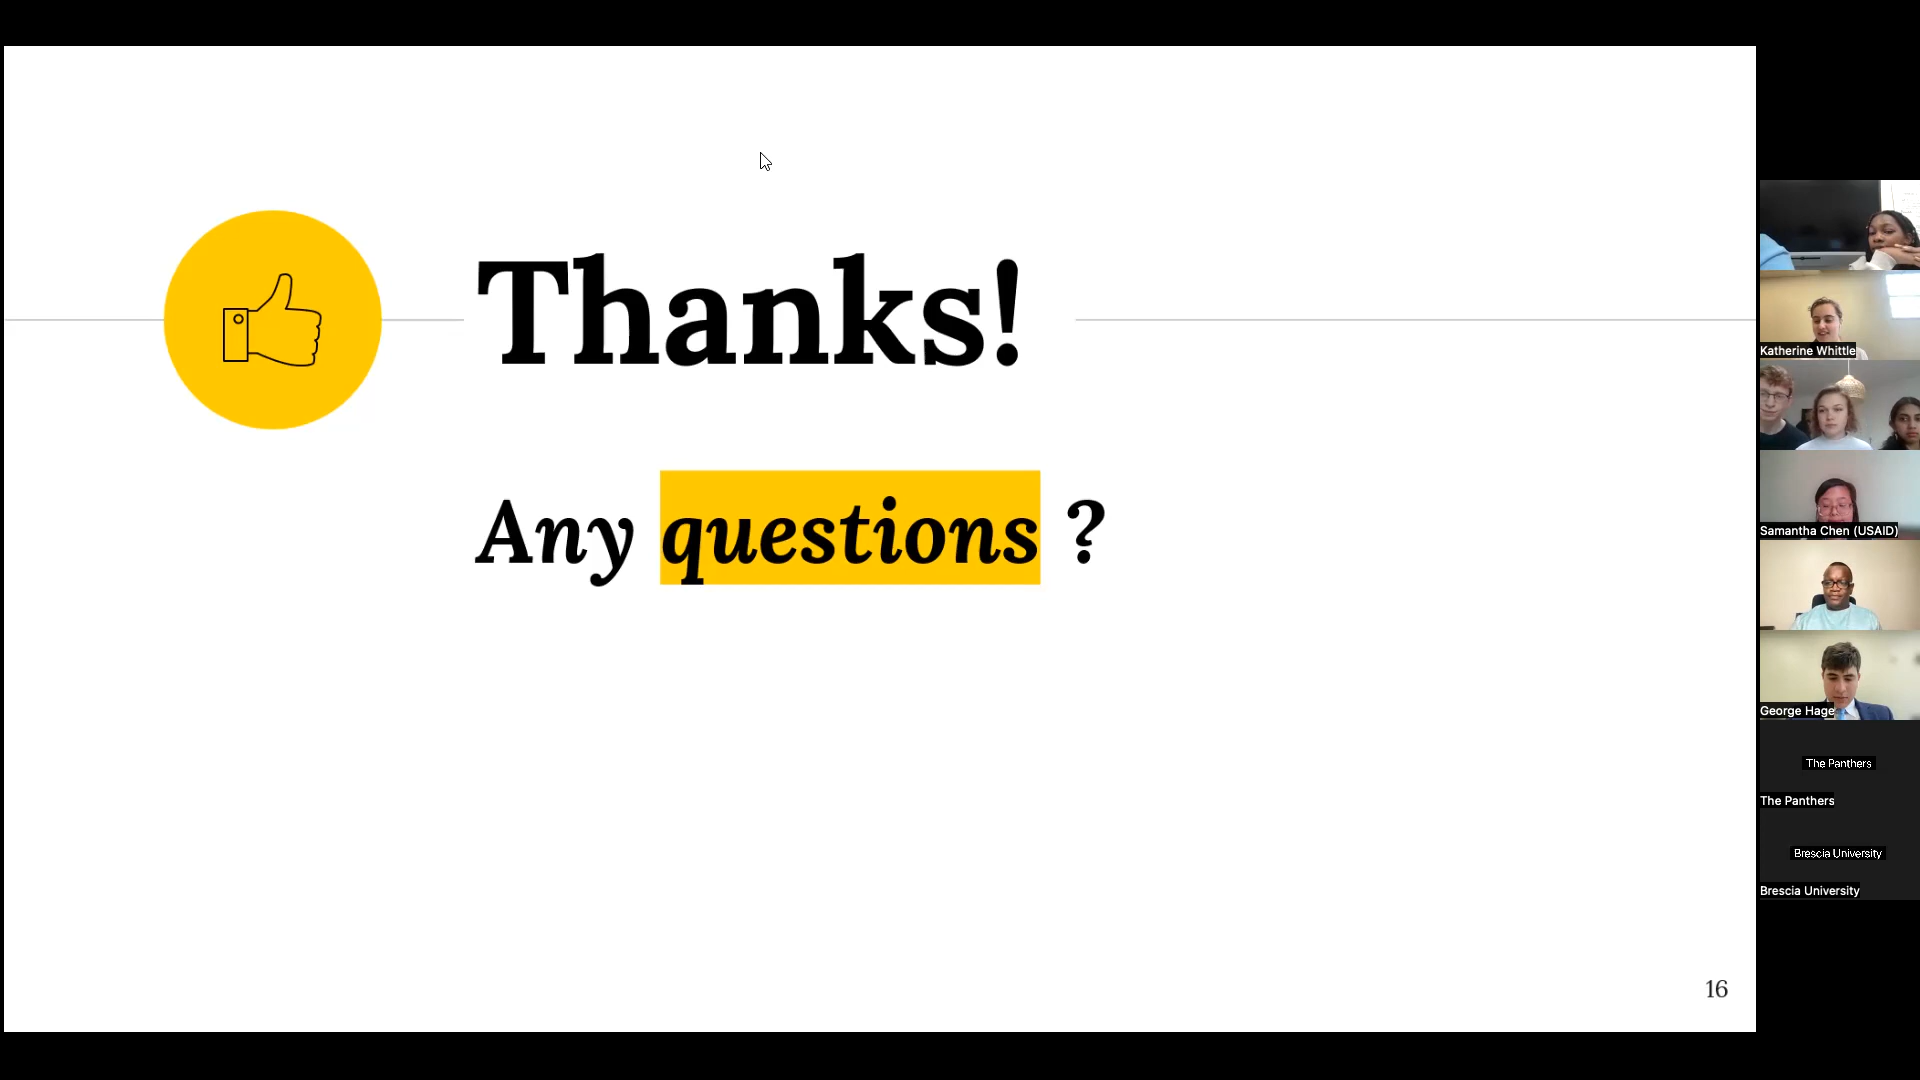 Thanks!
Any questions ?
16
Katherine Whittle
Samantha Chen (USAID)
George Hage
The Panthers
The Panthers
Brescia University
Brescia University